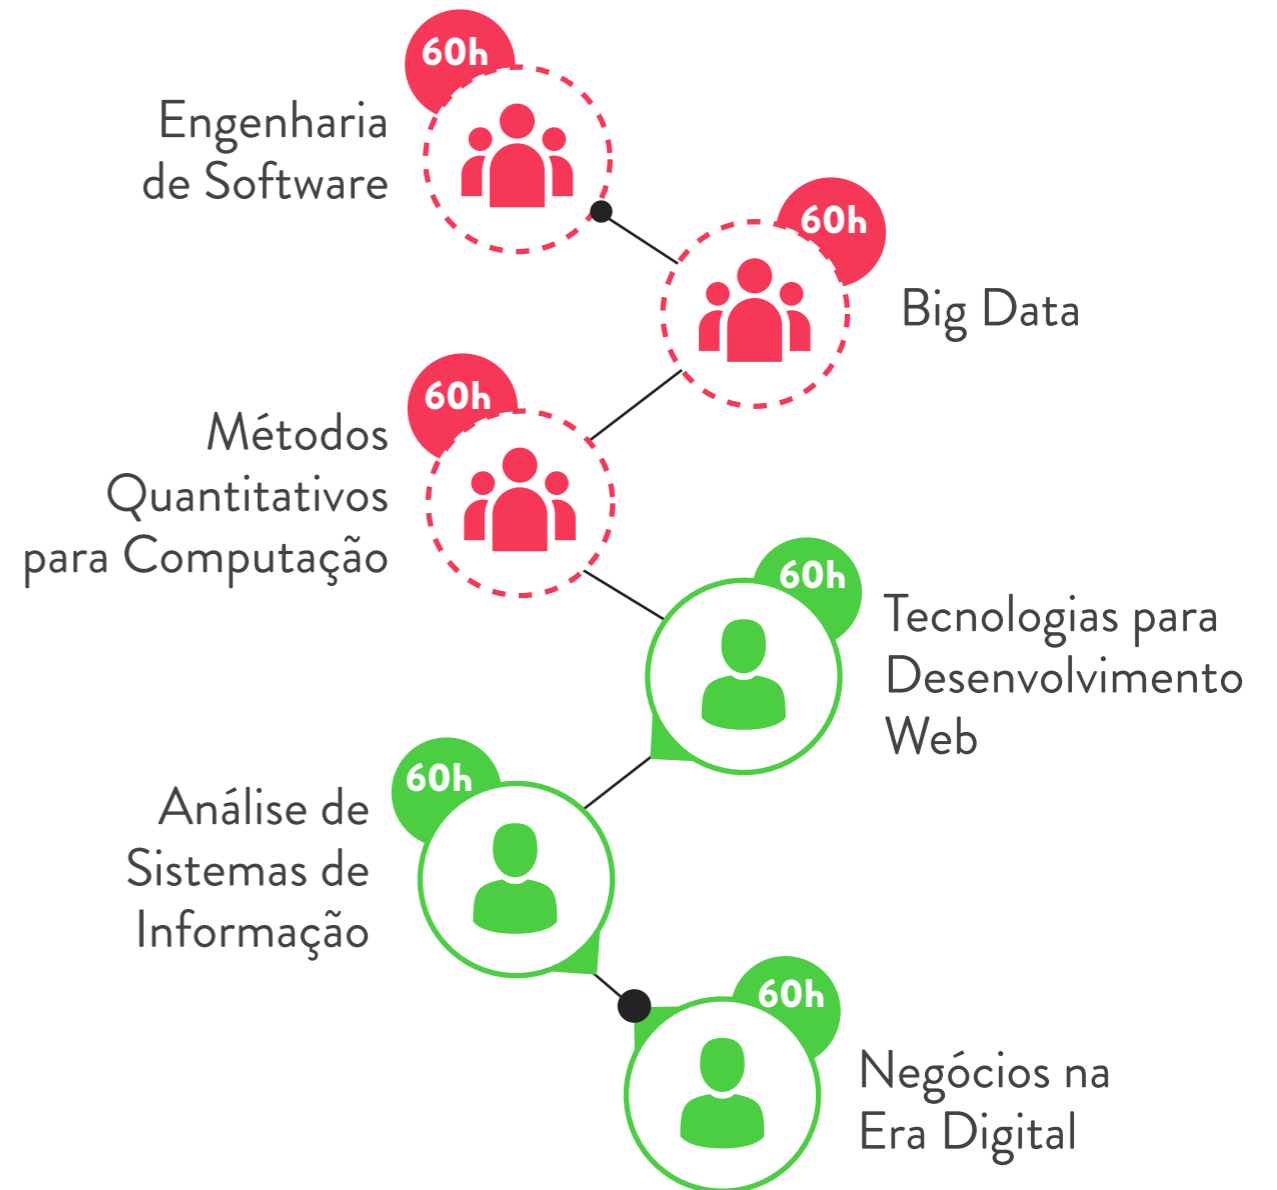 60h
Engenharia
de Software
60h
Big Data
60h
Métodos
Quantitativos
para Computação
60h
Tecnologias para
Desenvolvimento
Web
60h
Análise de
Sistemas de
Informação
60h
Negócios na
Era Digital